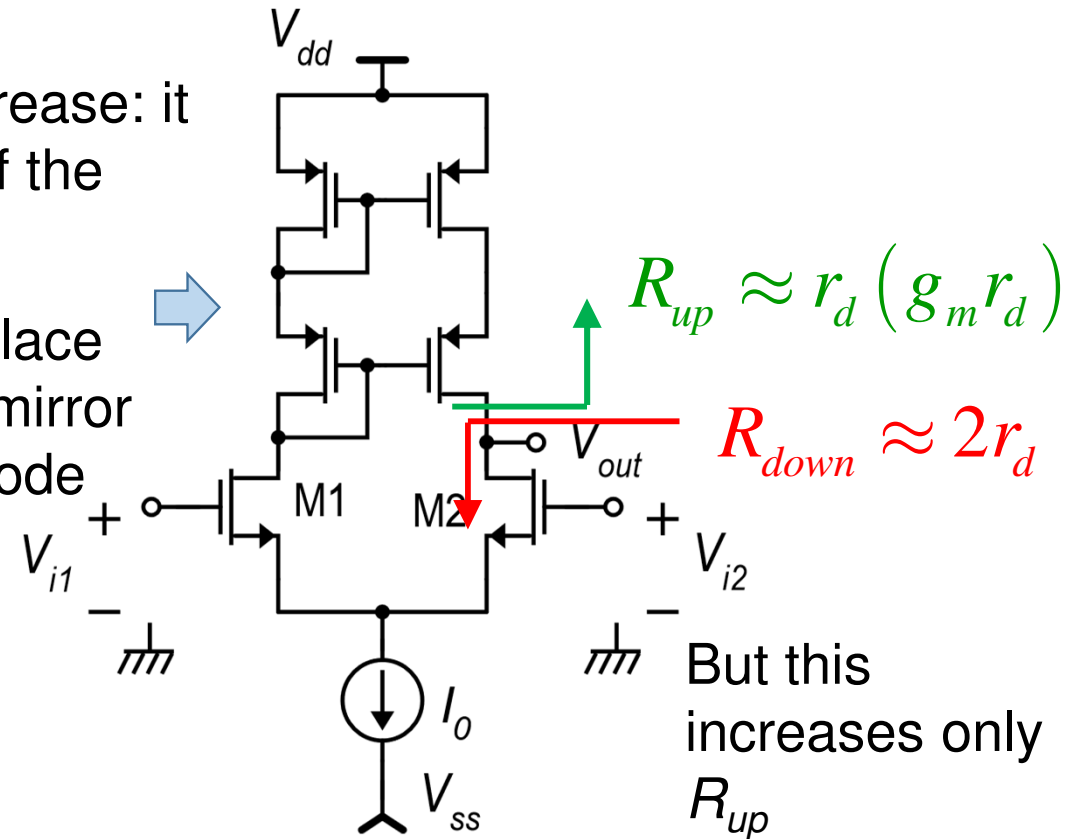 V_dd
rease: it
f the
lace
mirror
ode
R_up ≈ r_d (g_m r_d)
R_down ≈ 2r_d
V_out
M1
M2
+
V_i1
−
+
V_i2
−
I_0
V_ss
But this
increases only
R_up